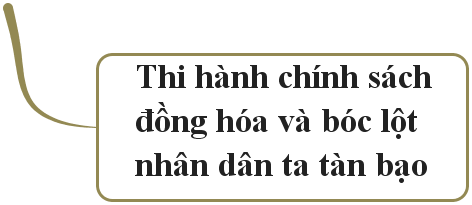 Thi hành chính sách
đồng hóa và bóc lột
nhân dân ta tàn bạo